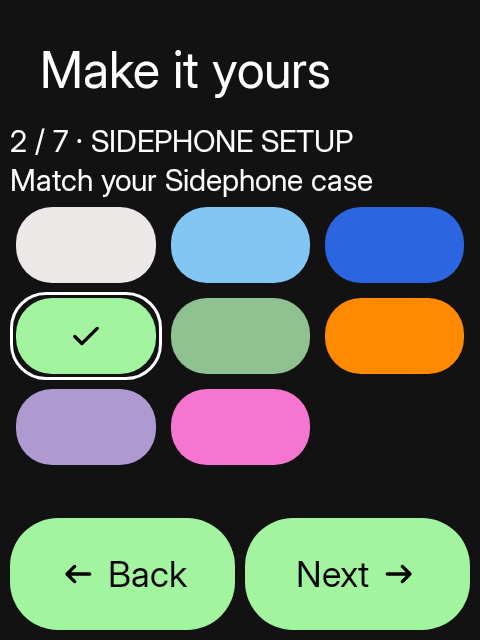 Make it yours
2 / 7 · SIDEPHONE SETUP
Match your Sidephone case
← Back
Next →